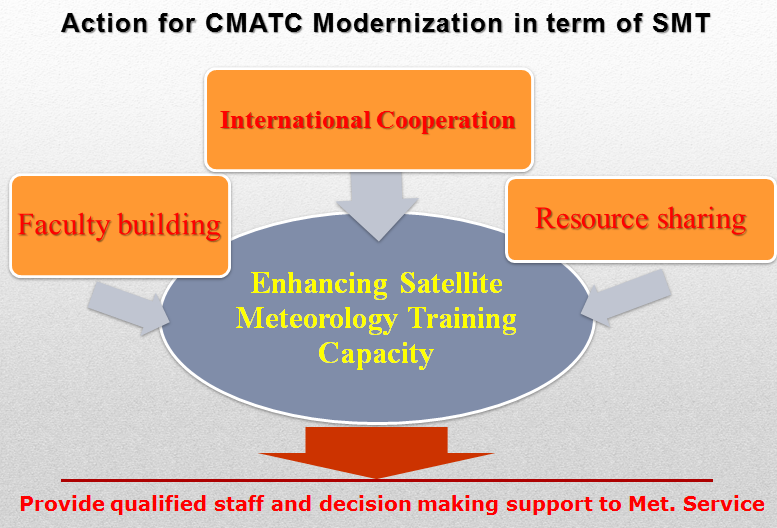 Action for CMATC Modernization in term of SMT
International Cooperation
Faculty building
Resource sharing
Enhancing Satellite
Meteorology Training
Capacity
Provide qualified staff and decision making support to Met. Service